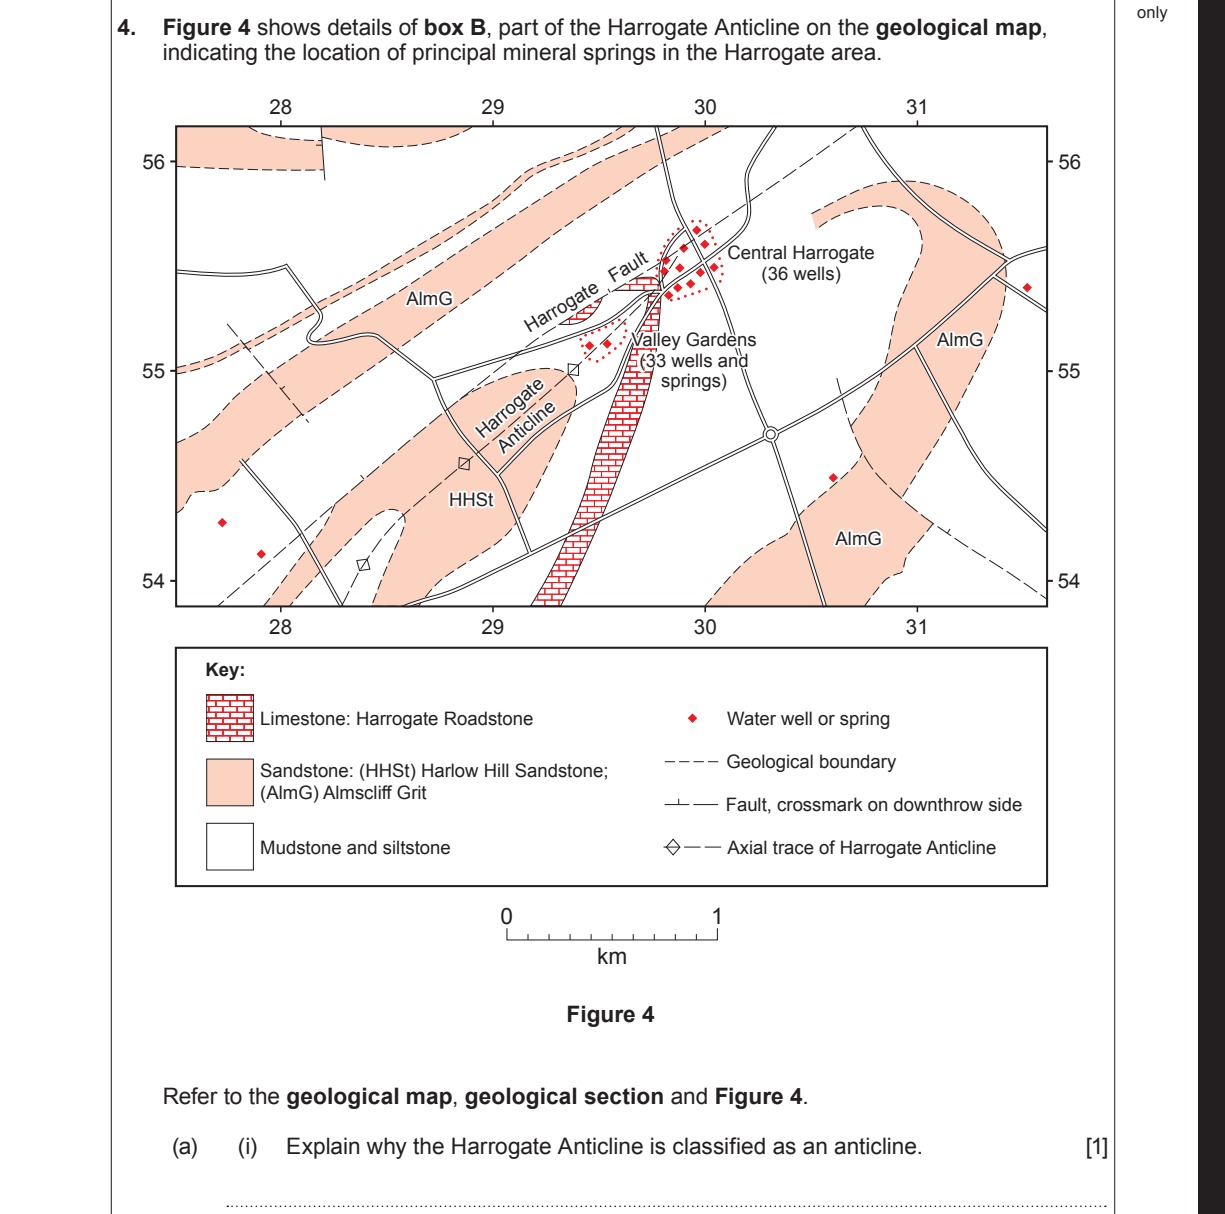 only
4. Figure 4 shows details of box B, part of the Harrogate Anticline on the geological map,
indicating the location of principal mineral springs in the Harrogate area.
28 29 30 31
56 56
Central Harrogate
(36 wells)
Harrogate Fault
AlmG
Valley Gardens
(33 wells and
springs)
AlmG
55 55
Harrogate
Anticline
HHSt
AlmG
54 54
28 29 30 31
Key:
Limestone: Harrogate Roadstone
Sandstone: (HHSt) Harlow Hill Sandstone;
(AlmG) Almscliff Grit
Mudstone and siltstone
Water well or spring
Geological boundary
Fault, crossmark on downthrow side
Axial trace of Harrogate Anticline
0 1
km
Figure 4
Refer to the geological map, geological section and Figure 4.
(a) (i) Explain why the Harrogate Anticline is classified as an anticline. [1]